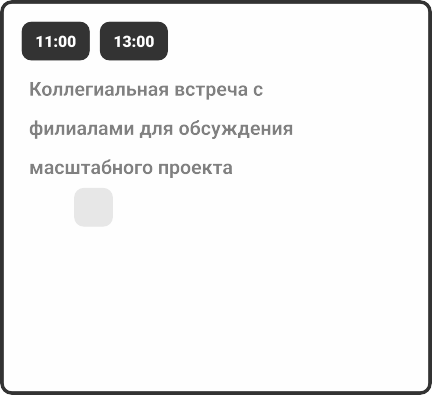 11:00 13:00
Коллегиальная встреча с
филиалами для обсуждения
масштабного проекта